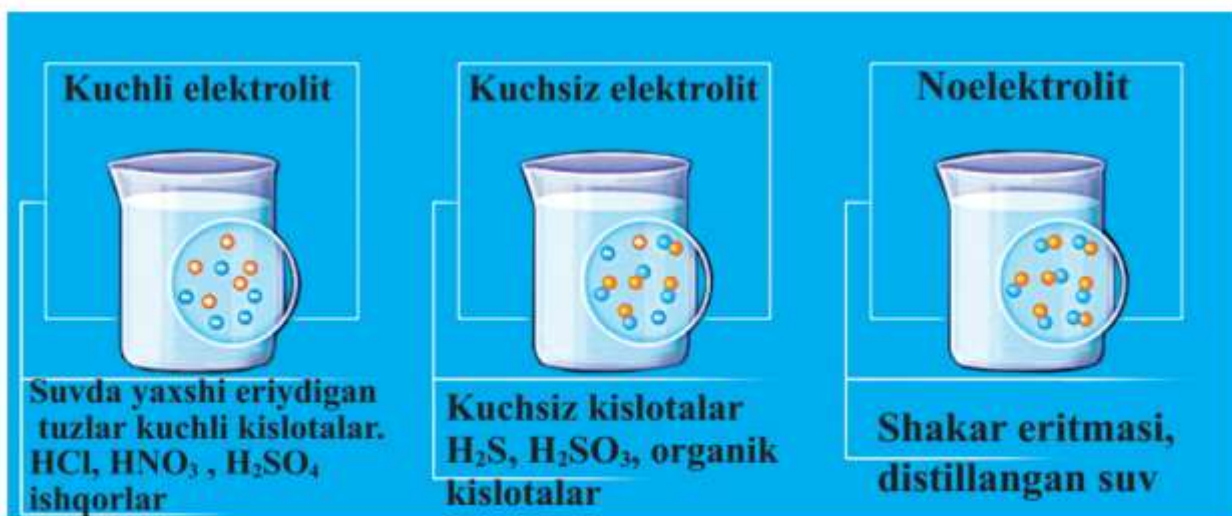 Kuchli elektrolit
Suvda yaxshi eriydigan
tuzlar kuchli kislotalar.
HCl, HNO₃ , H₂SO₄
ishqorlar
Kuchsiz elektrolit
Kuchsiz kislotalar
H₂S, H₂SO₃, organik
kislotalar
Noelektrolit
Shakar eritmasi,
distillangan suv